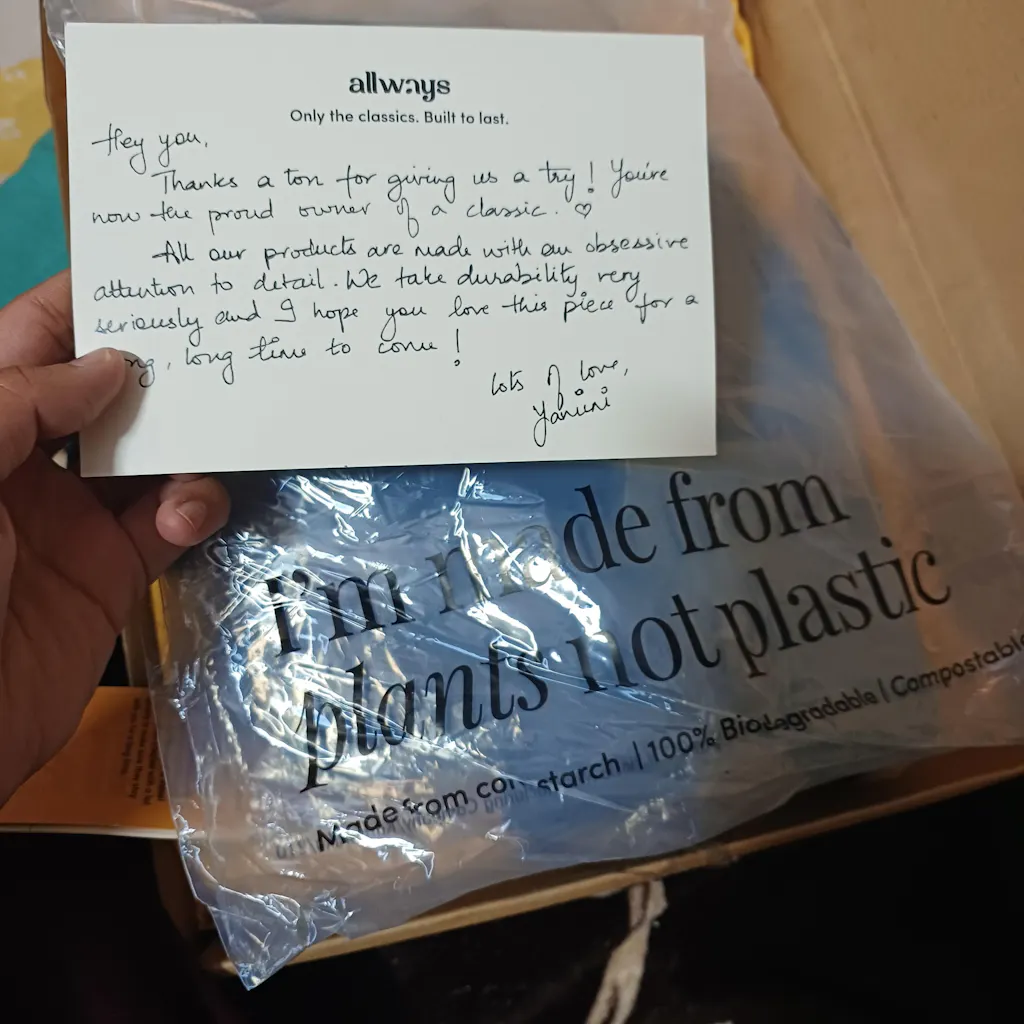 allways
Only the classics. Built to last.
Hey you,
Thanks a ton for giving us a try! You're
now the proud owner of a classic. ♡
All our products are made with an obsessive
attention to detail. We take durability very
seriously and I hope you love this piece for a
ng, long time to come!
Lots of love,
I'm made from
plants not plastic
Made from corn starch | 100% Biodegradable | Compostable